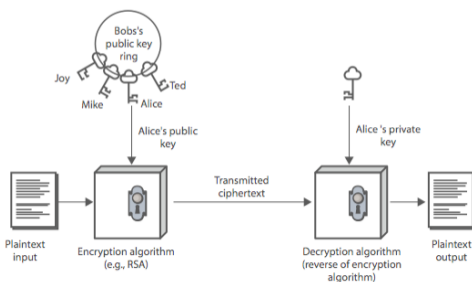 Bobs's
public key
ring
Joy
Ted
Mike
Alice
Alice's public
key
Alice 's private
key
Transmitted
ciphertext
Plaintext
input
Encryption algorithm
(e.g., RSA)
Decryption algorithm
(reverse of encryption
algorithm)
Plaintext
output